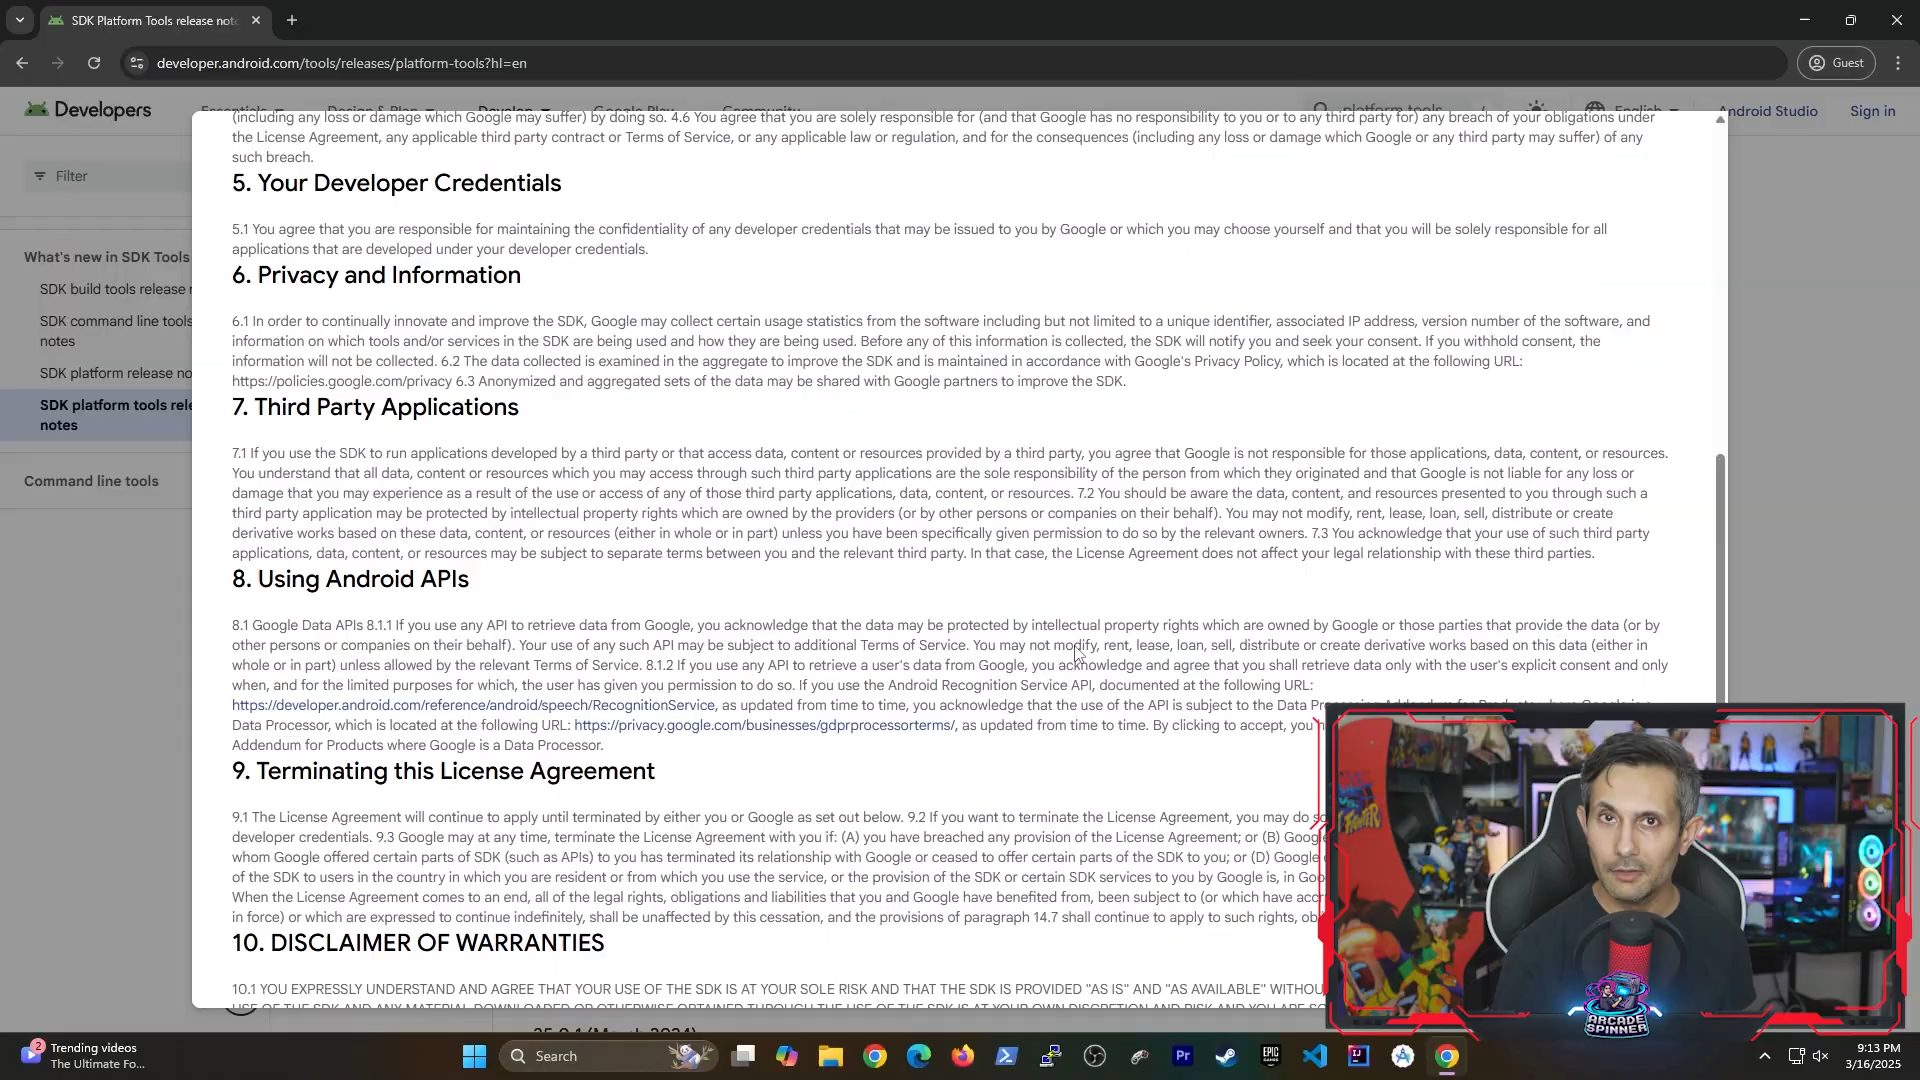 SDK Platform Tools release note
developer.android.com/tools/releases/platform-tools?hl=en
Guest
Developers
Essentials
Design & Plan
Develop
Google Play
Community
platform tools
/
English
Android Studio
Sign in
Filter
What's new in SDK Tools
SDK build tools release
SDK command line tools
notes
SDK platform release no
SDK platform tools rele
notes
Command line tools
(including any loss or damage which Google may suffer) by doing so. 4.6 You agree that you are solely responsible for (and that Google has no responsibility to you or to any third party for) any breach of your obligations under
the License Agreement, any applicable third party contract or Terms of Service, or any applicable law or regulation, and for the consequences (including any loss or damage which Google or any third party may suffer) of any
such breach.
5. Your Developer Credentials
5.1 You agree that you are responsible for maintaining the confidentiality of any developer credentials that may be issued to you by Google or which you may choose yourself and that you will be solely responsible for all
applications that are developed under your developer credentials.
6. Privacy and Information
6.1 In order to continually innovate and improve the SDK, Google may collect certain usage statistics from the software including but not limited to a unique identifier, associated IP address, version number of the software, and
information on which tools and/or services in the SDK are being used and how they are being used. Before any of this information is collected, the SDK will notify you and seek your consent. If you withhold consent, the
information will not be collected. 6.2 The data collected is examined in the aggregate to improve the SDK and is maintained in accordance with Google's Privacy Policy, which is located at the following URL:
https://policies.google.com/privacy 6.3 Anonymized and aggregated sets of the data may be shared with Google partners to improve the SDK.
7. Third Party Applications
7.1 If you use the SDK to run applications developed by a third party or that access data, content or resources provided by a third party, you agree that Google is not responsible for those applications, data, content, or resources.
You understand that all data, content or resources which you may access through such third party applications are the sole responsibility of the person from which they originated and that Google is not liable for any loss or
damage that you may experience as a result of the use or access of any of those third party applications, data, content, or resources. 7.2 You should be aware the data, content, and resources presented to you through such a
third party application may be protected by intellectual property rights which are owned by the providers (or by other persons or companies on their behalf). You may not modify, rent, lease, loan, sell, distribute or create
derivative works based on these data, content, or resources (either in whole or in part) unless you have been specifically given permission to do so by the relevant owners. 7.3 You acknowledge that your use of such third party
applications, data, content, or resources may be subject to separate terms between you and the relevant third party. In that case, the License Agreement does not affect your legal relationship with these third parties.
8. Using Android APIs
8.1 Google Data APIs 8.1.1 If you use any API to retrieve data from Google, you acknowledge that the data may be protected by intellectual property rights which are owned by Google or those parties that provide the data (or by
other persons or companies on their behalf). Your use of any such API may be subject to additional Terms of Service. You may not modify, rent, lease, loan, sell, distribute or create derivative works based on this data (either in
whole or in part) unless allowed by the relevant Terms of Service. 8.1.2 If you use any API to retrieve a user's data from Google, you acknowledge and agree that you shall retrieve data only with the user's explicit consent and only
when, and for the limited purposes for which, the user has given you permission to do so. If you use the Android Recognition Service API, documented at the following URL:
https://developer.android.com/reference/android/speech/RecognitionService, as updated from time to time, you acknowledge that the use of the API is subject to the Data
Data Processor, which is located at the following URL: https://privacy.google.com/businesses/gdprprocessorterms/, as updated from time to time. By clicking to accept, you
Addendum for Products where Google is a Data Processor.
9. Terminating this License Agreement
9.1 The License Agreement will continue to apply until terminated by either you or Google as set out below. 9.2 If you want to terminate the License Agreement, you may do
developer credentials. 9.3 Google may at any time, terminate the License Agreement with you if: (A) you have breached any provision of the License Agreement; or (B)
whom Google offered certain parts of SDK (such as APIs) to you has terminated its relationship with Google or ceased to offer certain parts of the SDK to you; or (D) Google
of the SDK to users in the country in which you are resident or from which you use the service, or the provision of the SDK or certain SDK services to you by Google is, in
When the License Agreement comes to an end, all of the legal rights, obligations and liabilities that you and Google have benefited from, been subject to (or which have
in force) or which are expressed to continue indefinitely, shall be unaffected by this cessation, and the provisions of paragraph 14.7 shall continue to apply to such rights,
10. DISCLAIMER OF WARRANTIES
10.1 YOU EXPRESSLY UNDERSTAND AND AGREE THAT YOUR USE OF THE SDK IS AT YOUR SOLE RISK AND THAT THE SDK IS PROVIDED "AS IS" AND "AS AVAILABLE"
USE OF THE SDK AND ANY MATERIAL DOWNLOADED OR OTHERWISE OBTAINED THROUGH THE USE OF THE SDK IS AT YOUR OWN DISCRETION AND RISK AND YOU ARE
35.0.1 (March 2024)
ARCADE
SPINNER
2
Trending videos
The Ultimate Fo...
Search
Pr
EPIC
GAMES
IJ
9:13 PM
3/16/2025